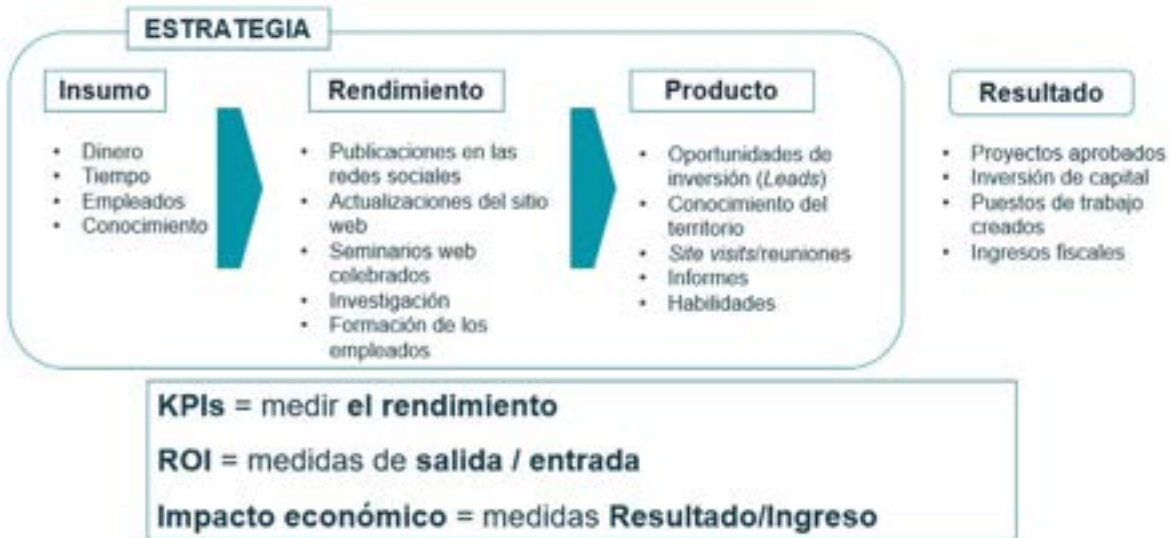 ESTRATEGIA
Insumo
• Dinero
• Tiempo
• Empleados
• Conocimiento
Rendimiento
• Publicaciones en las
redes sociales
• Actualizaciones del sitio
web
• Seminarios web
celebrados
• Investigación
• Formación de los
empleados
Producto
• Oportunidades de
inversión (Leads)
• Conocimiento del
territorio
• Site visits/reuniones
• Informes
• Habilidades
Resultado
• Proyectos aprobados
• Inversión de capital
• Puestos de trabajo
creados
• Ingresos fiscales
KPIs = medir el rendimiento
ROI = medidas de salida / entrada
Impacto económico = medidas Resultado/Ingreso